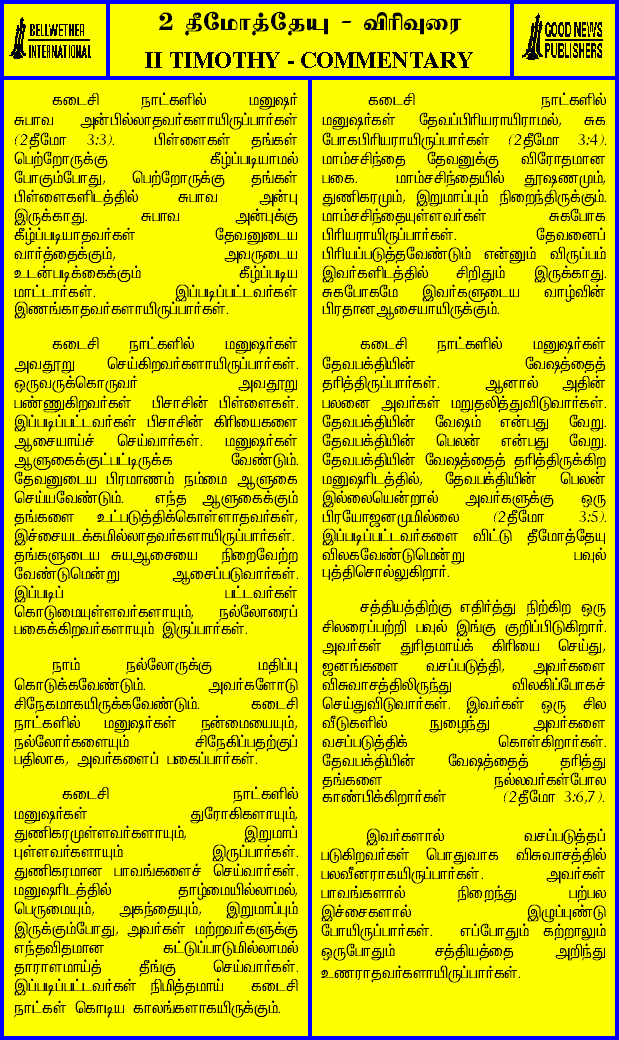 BELLWETHER
INTERNATIONAL
2 தீமோத்தேயு - விரிவுரை
II TIMOTHY - COMMENTARY
GOOD NEWS
PUBLISHERS
கடைசி நாட்களில் மனுஷர்
சுபாவ அன்பில்லாதவர்களாயிருப்பார்கள்
(2தீமோ 3:3). பிள்ளைகள் தங்கள்
பெற்றோருக்கு கீழ்ப்படியாமல்
போகும்போது, பெற்றோருக்கு தங்கள்
பிள்ளைகளிடத்தில் சுபாவ அன்பு
இருக்காது. சுபாவ அன்புக்கு
கீழ்ப்படியாதவர்கள் தேவனுடைய
வார்த்தைக்கும், அவருடைய
உடன்படிக்கைக்கும் கீழ்ப்படிய
மாட்டார்கள். இப்படிப்பட்டவர்கள்
இணங்காதவர்களாயிருப்பார்கள்.
கடைசி நாட்களில் மனுஷர்கள்
அவதூறு செய்கிறவர்களாயிருப்பார்கள்.
ஒருவருக்கொருவர் அவதூறு
பண்ணுகிறவர்கள் பிசாசின் பிள்ளைகள்.
இப்படிப்பட்டவர்கள் பிசாசின் கிரியைகளை
ஆசையாய்ச் செய்வார்கள். மனுஷர்கள்
ஆளுகைக்குட்பட்டிருக்க வேண்டும்.
தேவனுடைய பிரமாணம் நம்மை ஆளுகை
செய்யவேண்டும். எந்த ஆளுகைக்கும்
தங்களை உட்படுத்திக்கொள்ளாதவர்கள்,
இச்சையடக்கமில்லாதவர்களாயிருப்பார்கள்.
தங்களுடைய சுயஆசையை நிறைவேற்ற
வேண்டுமென்று ஆசைப்படுவார்கள்.
இப்படிப் பட்டவர்கள்
கொடுமையுள்ளவர்களாயும், நல்லோரைப்
பகைக்கிறவர்களாயும் இருப்பார்கள்.
நாம் நல்லோருக்கு மதிப்பு
கொடுக்கவேண்டும். அவர்களோடு
சிநேகமாகயிருக்கவேண்டும். கடைசி
நாட்களில் மனுஷர்கள் நன்மையையும்,
நல்லோர்களையும் சிநேகிப்பதற்குப்
பதிலாக, அவர்களைப் பகைப்பார்கள்.
கடைசி நாட்களில்
மனுஷர்கள் துரோகிகளாயும்,
துணிகரமுள்ளவர்களாயும், இறுமாப்
புள்ளவர்களாயும் இருப்பார்கள்.
துணிகரமான பாவங்களைச் செய்வார்கள்.
மனுஷரிடத்தில் தாழ்மையில்லாமல்,
பெருமையும், அகந்தையும், இறுமாப்பும்
இருக்கும்போது, அவர்கள் மற்றவர்களுக்கு
எந்தவிதமான கட்டுப்பாடுமில்லாமல்
தாராளமாய்த் தீங்கு செய்வார்கள்.
இப்படிப்பட்டவர்கள் நிமித்தமாய் கடைசி
நாட்கள் கொடிய காலங்களாகயிருக்கும்.
கடைசி நாட்களில்
மனுஷர்கள் தேவப்பிரியராயிராமல், சுக
போகபிரியராயிருப்பார்கள் (2தீமோ 3:4).
மாம்சசிந்தை தேவனுக்கு விரோதமான
பகை. மாம்சசிந்தையில் தூஷணமும்,
துணிகரமும், இறுமாப்பும் நிறைந்திருக்கும்.
மாம்சசிந்தையுள்ளவர்கள் சுகபோக
பிரியராயிருப்பார்கள். தேவனைப்
பிரியப்படுத்தவேண்டும் என்னும் விருப்பம்
இவர்களிடத்தில் சிறிதும் இருக்காது.
சுகபோகமே இவர்களுடைய வாழ்வின்
பிரதானஆசையாயிருக்கும்.
கடைசி நாட்களில் மனுஷர்கள்
தேவபக்தியின் வேஷத்தைத்
தரித்திருப்பார்கள். ஆனால் அதின்
பலனை அவர்கள் மறுதலித்துவிடுவார்கள்.
தேவபக்தியின் வேஷம் என்பது வேறு.
தேவபக்தியின் பெலன் என்பது வேறு.
தேவபக்தியின் வேஷத்தைத் தரித்திருக்கிற
மனுஷரிடத்தில், தேவபக்தியின் பெலன்
இல்லையென்றால் அவர்களுக்கு ஒரு
பிரயோஜனமுமில்லை (2தீமோ 3:5).
இப்படிப்பட்டவர்களை விட்டு தீமோத்தேயு
விலகவேண்டுமென்று பவுல்
புத்திசொல்லுகிறார்.
சத்தியத்திற்கு எதிர்த்து நிற்கிற ஒரு
சிலரைப்பற்றி பவுல் இங்கு குறிப்பிடுகிறார்.
அவர்கள் துரிதமாய்க் கிரியை செய்து,
ஜனங்களை வசப்படுத்தி, அவர்களை
விசுவாசத்திலிருந்து விலகிப்போகச்
செய்துவிடுவார்கள். இவர்கள் ஒரு சில
வீடுகளில் நுழைந்து அவர்களை
வசப்படுத்திக் கொள்கிறார்கள்.
தேவபக்தியின் வேஷத்தைத் தரித்து
தங்களை நல்லவர்கள்போல
காண்பிக்கிறார்கள் (2தீமோ 3:6,7).
இவர்களால் வசப்படுத்தப்
படுகிறவர்கள் பொதுவாக விசுவாசத்தில்
பலவீனராகயிருப்பார்கள். அவர்கள்
பாவங்களால் நிறைந்து பற்பல
இச்சைகளால் இழுப்புண்டு
போயிருப்பார்கள். எப்போதும் கற்றாலும்
ஒருபோதும் சத்தியத்தை அறிந்து
உணராதவர்களாயிருப்பார்கள்.